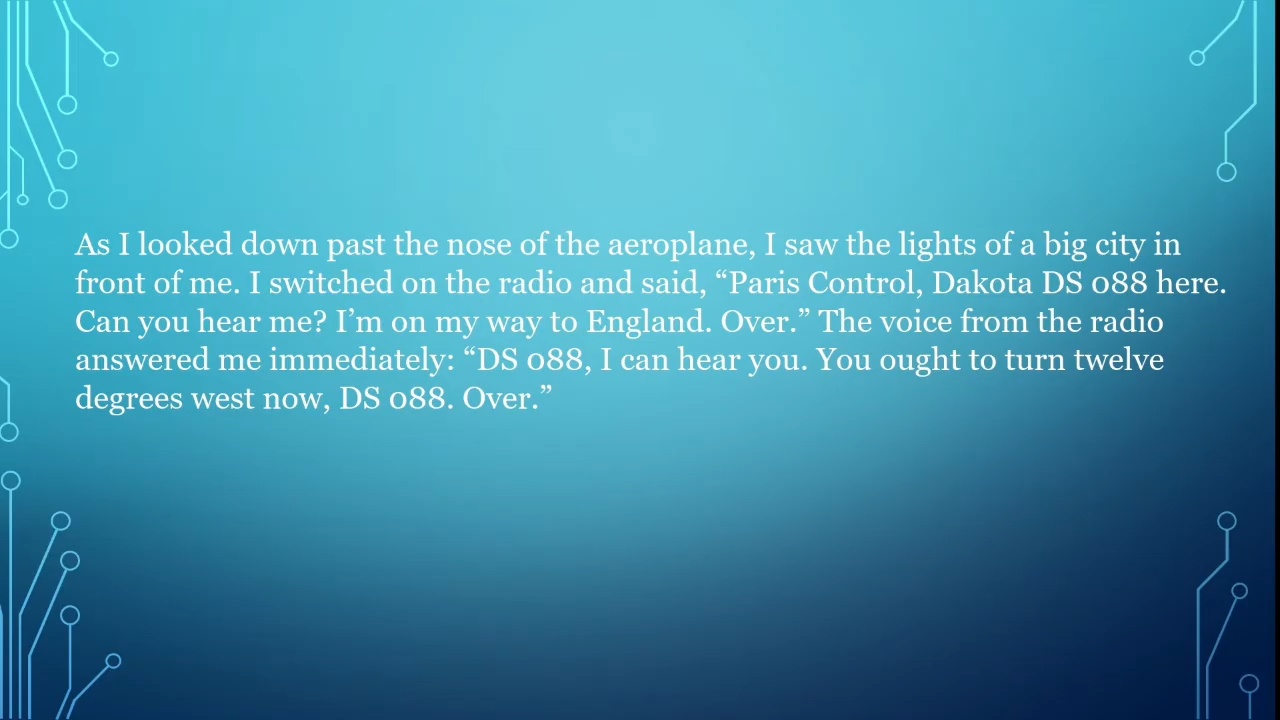 As I looked down past the nose of the aeroplane, I saw the lights of a big city in
front of me. I switched on the radio and said, “Paris Control, Dakota DS 088 here.
Can you hear me? I’m on my way to England. Over.” The voice from the radio
answered me immediately: “DS 088, I can hear you. You ought to turn twelve
degrees west now, DS 088. Over.”